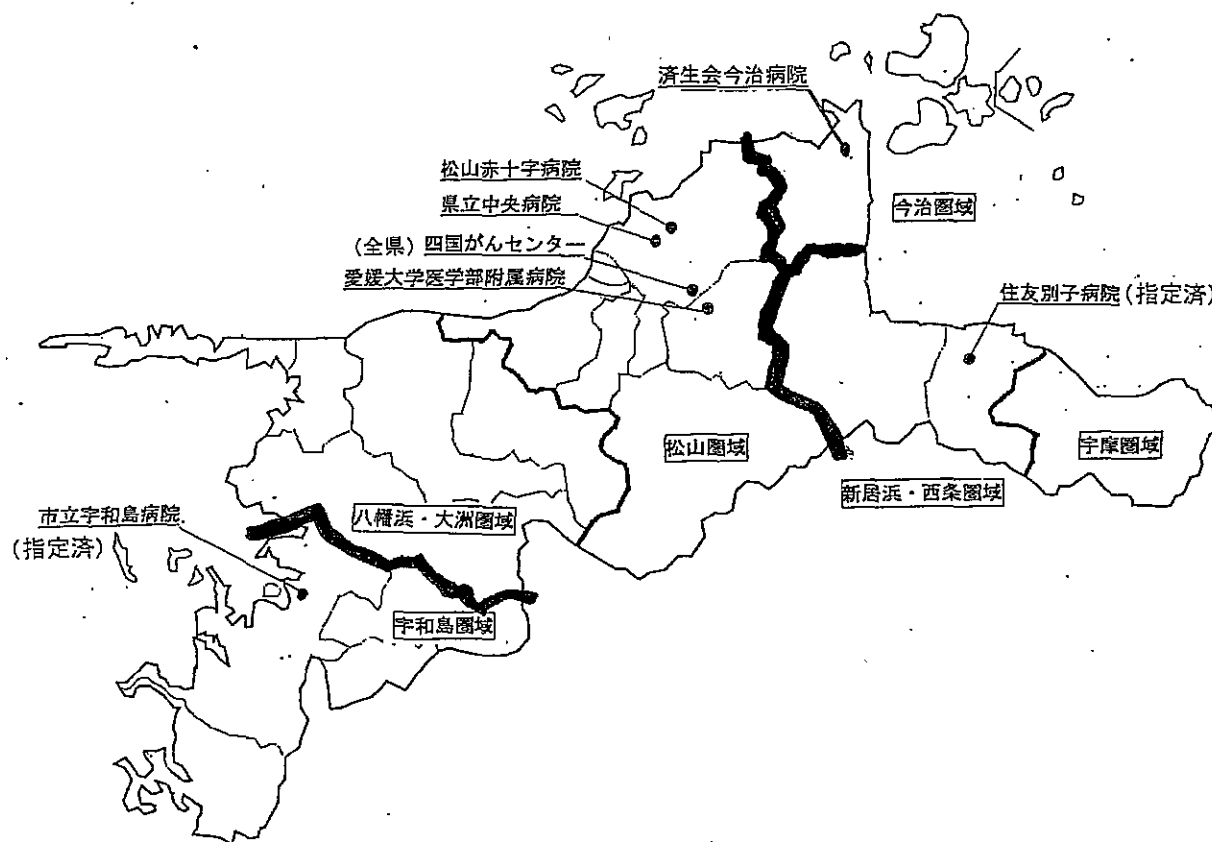 済生会今治病院
松山赤十字病院
県立中央病院
(全県) 四国がんセンター
愛媛大学医学部附属病院
今治圏域
住友別子病院(指定済)
松山圏域
宇摩圏域
新居浜・西条圏域
八幡浜・大洲圏域
市立宇和島病院
(指定済)
宇和島圏域